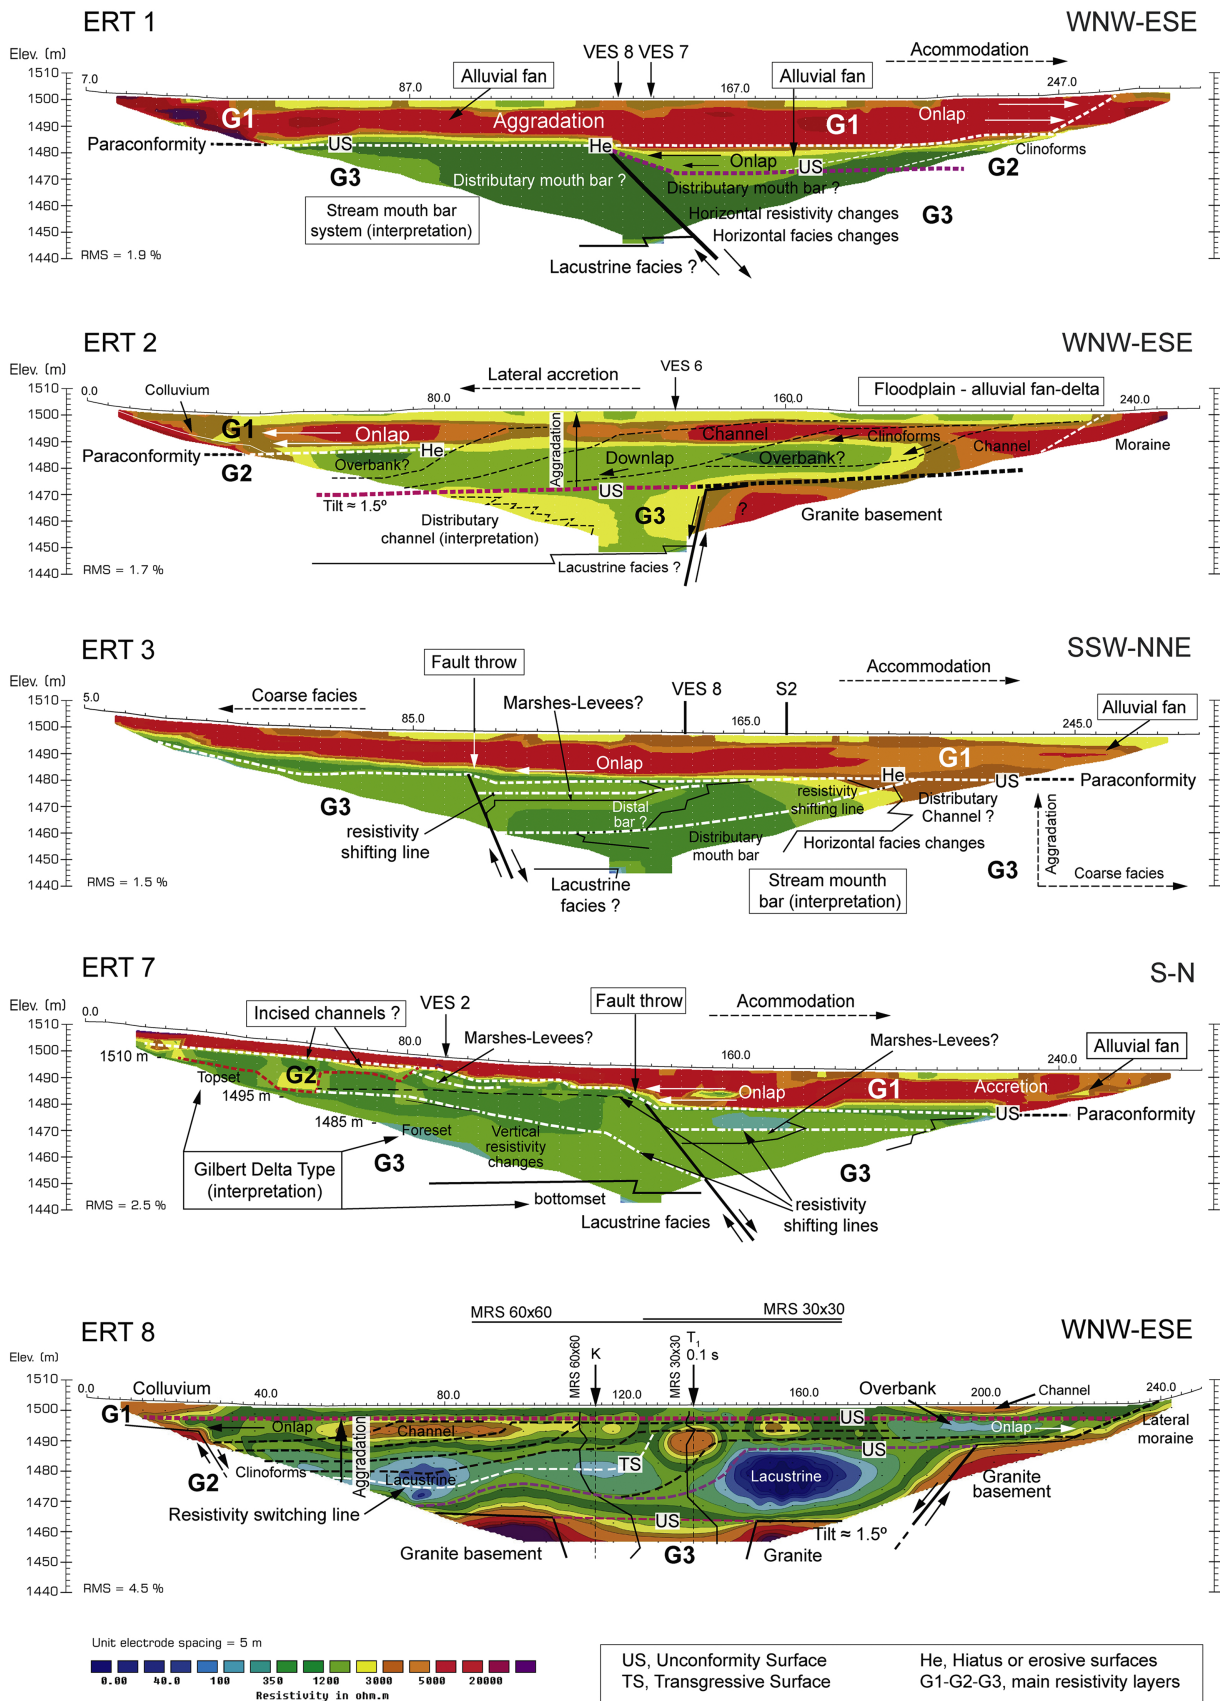 ERT 1
WNW-ESE
Elev. (m)
VES 8 VES 7
Acommodation
1510
7.0
87.0
Alluvial fan
167.0
Alluvial fan
247.0
1500
G1
Aggradation
G1
Onlap
1490
Paraconformity
US
He
Clinoforms
1480
G3
Distributary mouth bar ?
Onlap
US
G2
1470
Distributary mouth bar ?
Stream mouth bar
system (interpretation)
Horizontal resistivity changes
G3
1460
Horizontal facies changes
1450
1440
RMS = 1.9 %
Lacustrine facies ?
ERT 2
WNW-ESE
Elev. (m)
Lateral accretion
VES 6
Floodplain - alluvial fan-delta
1510
0.0
Colluvium
80.0
160.0
240.0
1500
G1
Onlap
Aggradation
Channel
Clinoforms
Channel
Moraine
1490
Paraconformity
He
G2
Overbank?
Downlap
Overbank?
1480
1470
US
Tilt ≈ 1.5º
G3
?
Granite basement
1460
Distributary
channel (interpretation)
1450
Lacustrine facies ?
1440
RMS = 1.7 %
ERT 3
SSW-NNE
Fault throw
Accommodation
Elev. (m)
Coarse facies
Marshes-Levees?
VES 8
S2
1510
5.0
85.0
165.0
245.0
Alluvial fan
1500
1490
Onlap
G1
1480
He
US
Paraconformity
G3
resistivity
shifting line
Distal
bar ?
resistivity
shifting line
Distributary
Channel ?
1470
1460
Distributary
mouth bar
Horizontal facies changes
Aggradation
1450
G3
Coarse facies
1440
RMS = 1.5 %
Lacustrine
facies ?
Stream mounth
bar (interpretation)
ERT 7
S-N
Elev. (m)
Incised channels ?
VES 2
Fault throw
Acommodation
1510
0.0
80.0
Marshes-Levees?
160.0
Marshes-Levees?
240.0
Alluvial fan
1500
1510 m
1490
Topset
G2
Onlap
G1
Accretion
1495 m
1480
US
Paraconformity
1485 m
1470
Foreset
Vertical
resistivity
changes
G3
G3
1460
Gilbert Delta Type
(interpretation)
1450
bottomset
resistivity
shifting lines
1440
RMS = 2.5 %
Lacustrine facies
MRS 60x60
MRS 30x30
ERT 8
WNW-ESE
Elev. (m)
MRS 60x60
K
MRS 30x30
T1
0.1 s
1510
0.0
Colluvium
40.0
80.0
120.0
160.0
Overbank
200.0
Channel
240.0
1500
G1
Onlap
Aggradation
Channel
US
Onlap
Lateral
moraine
1490
US
G2
Clinoforms
TS
1480
Lacustrine
Lacustrine
Granite
basement
1470
Resistivity switching line
US
Tilt ≈ 1.5º
1460
Granite basement
G3
Granite
1450
1440
RMS = 4.5 %
Unit electrode spacing = 5 m
0.00 40.0 100 350 1200 3000 5000 20000
Resistivity in ohm.m
US, Unconformity Surface
He, Hiatus or erosive surfaces
TS, Transgressive Surface
G1-G2-G3, main resistivity layers